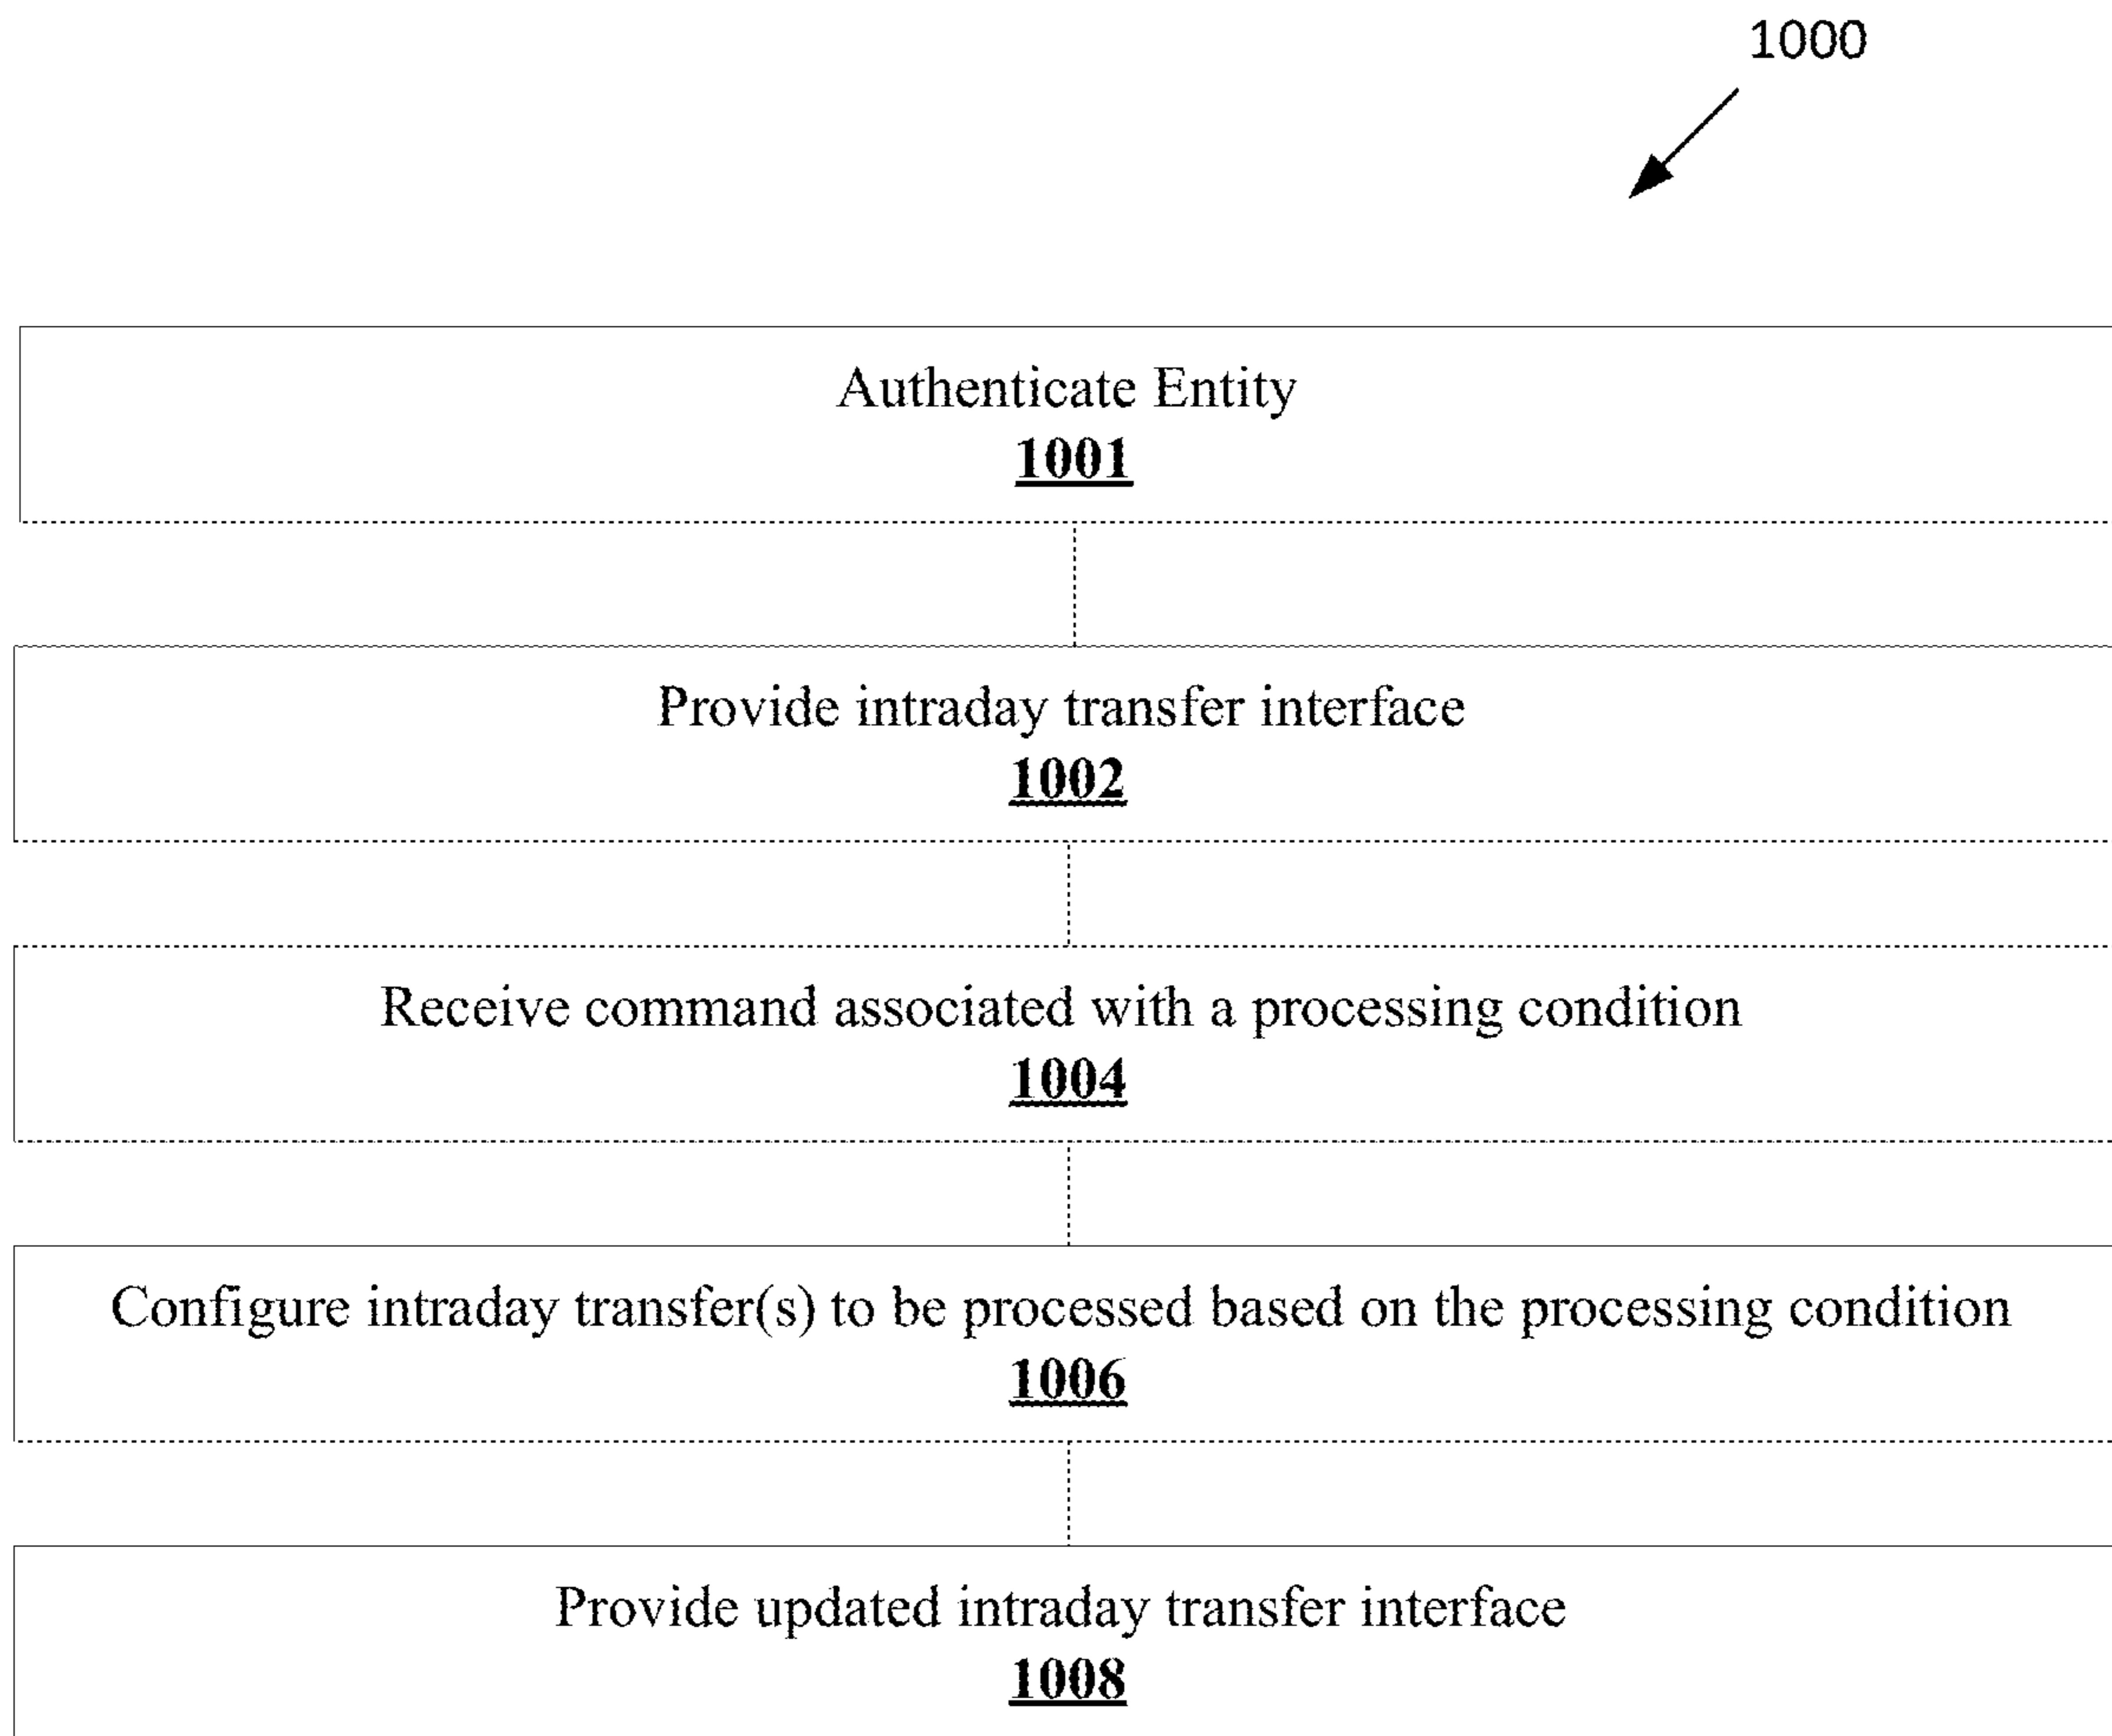 1000
Authenticate Entity
1001
Provide intraday transfer interface
1002
Receive command associated with a processing condition
1004
Configure intraday transfer(s) to be processed based on the processing condition
1006
Provide updated intraday transfer interface
1008